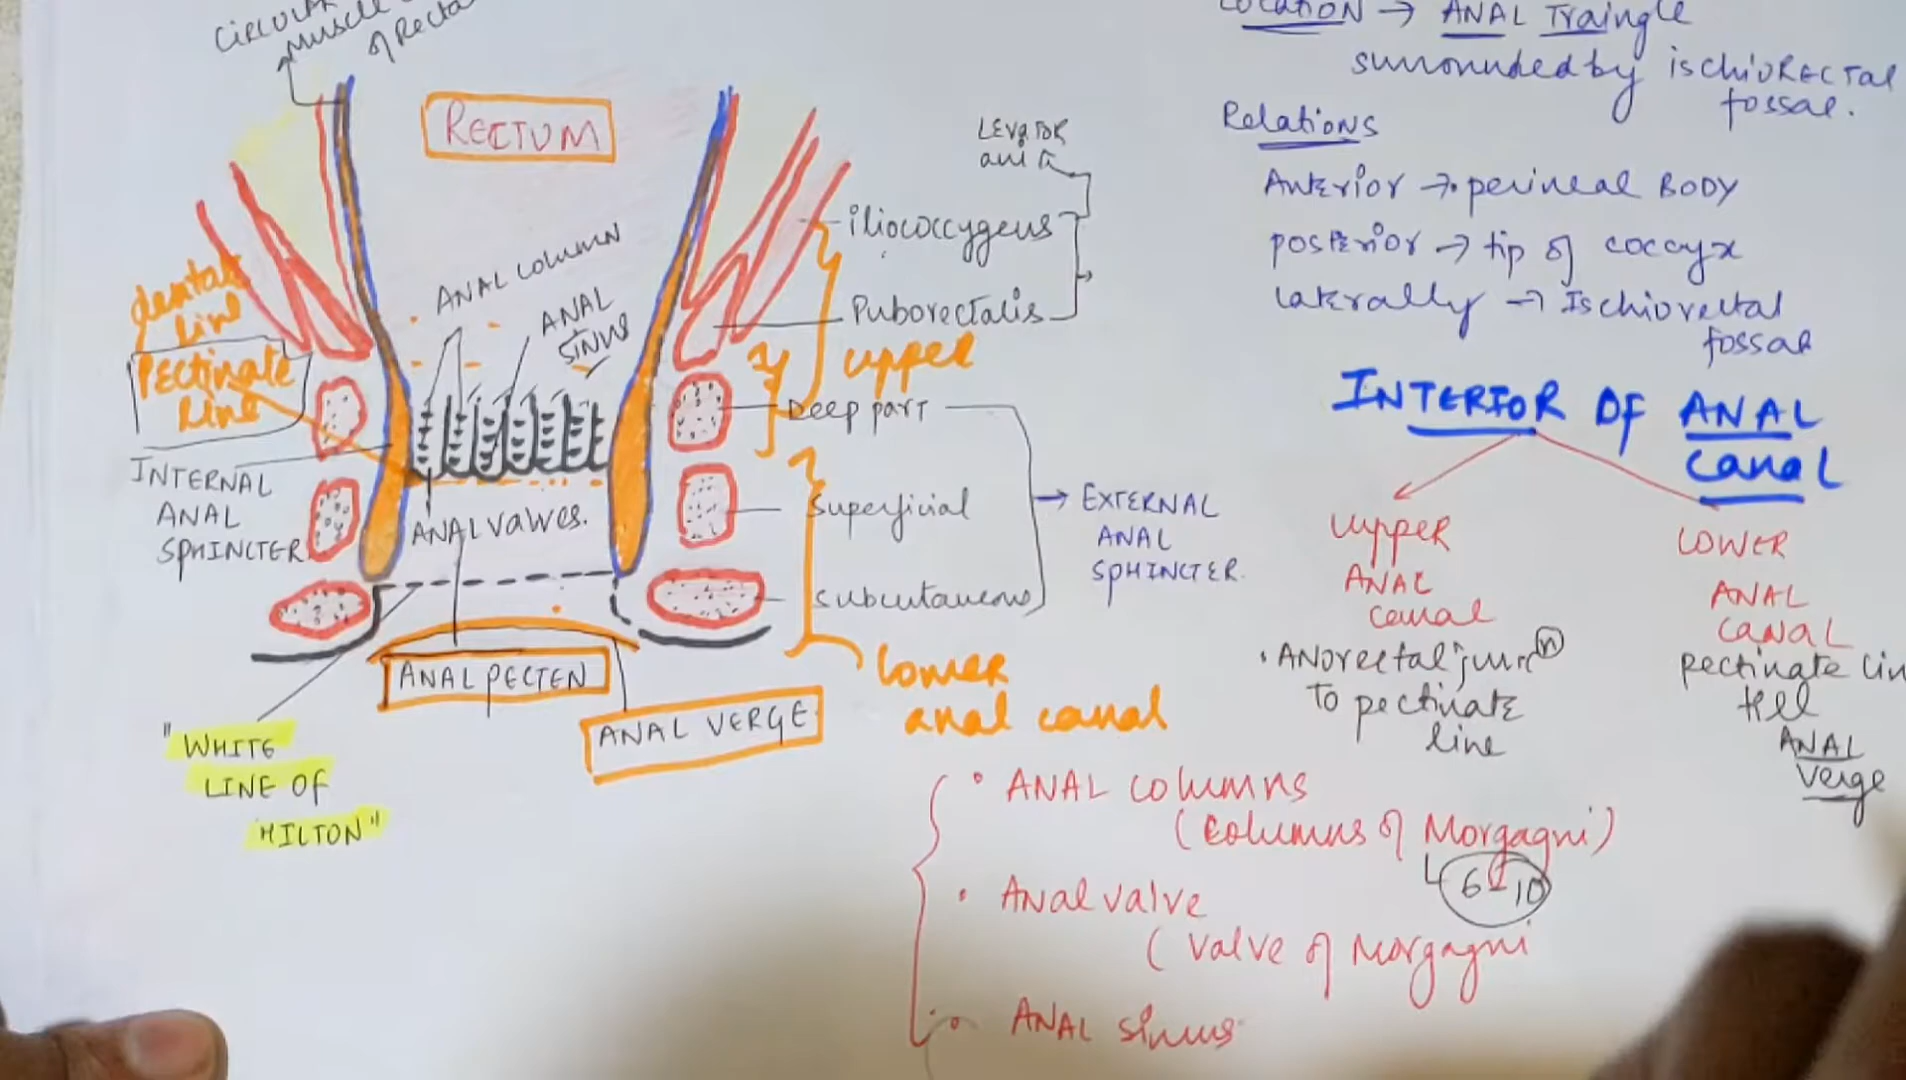 CIRCULAR
MUSCLE
of Recta
RECTUM
ANAL COLUMN
ANAL
SINUS
dentate
line
Pectinate
Line
INTERNAL
ANAL
SPHINCTER
ANAL VALVES.
"WHITE
LINE OF
HILTON"
ANAL PECTEN
ANAL VERGE
LEVATOR
ani
iliococcygeus
Puborectalis
upper
Deep part
Superficial
Subcutaneous
EXTERNAL
ANAL
SPHINCTER.
lower
anal canal
Location → ANAL Traingle
surrounded by ischioRECTal
fossae.
Relations
Anterior → perineal BODY
posterior → tip of coccyx
laterally → Ischiorectal
fossae
INTERIOR OF ANAL
canal
Upper
ANAL
canal
• ANorectal junc(n)
To pectinate
line
LOWER
ANAL
CANAL
pectinate lin
till
ANAL
Verge
• ANAL columns
(columns of Morgagni)
6-10
• Anal valve
(valve of Morgagni
• ANAL sinus